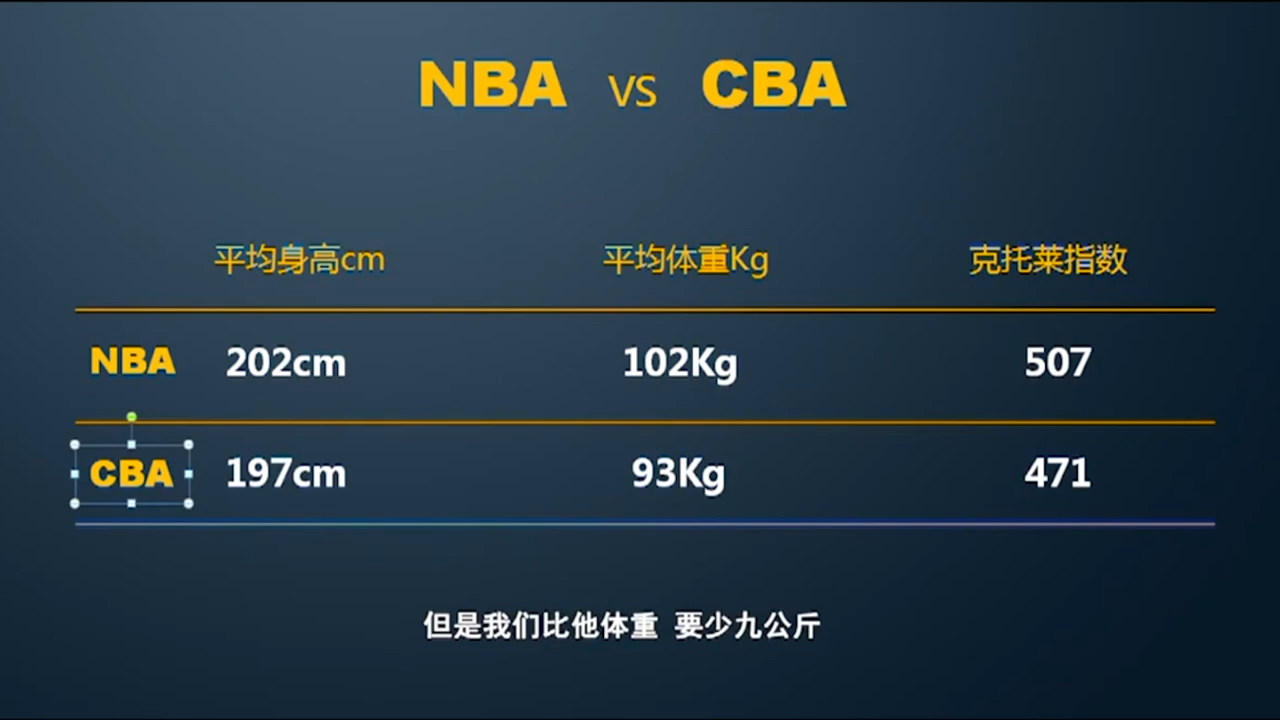 NBA vs CBA
平均身高cm 平均体重Kg 克托莱指数
NBA 202cm 102Kg 507
CBA 197cm 93Kg 471
但是我们比他体重 要少九公斤